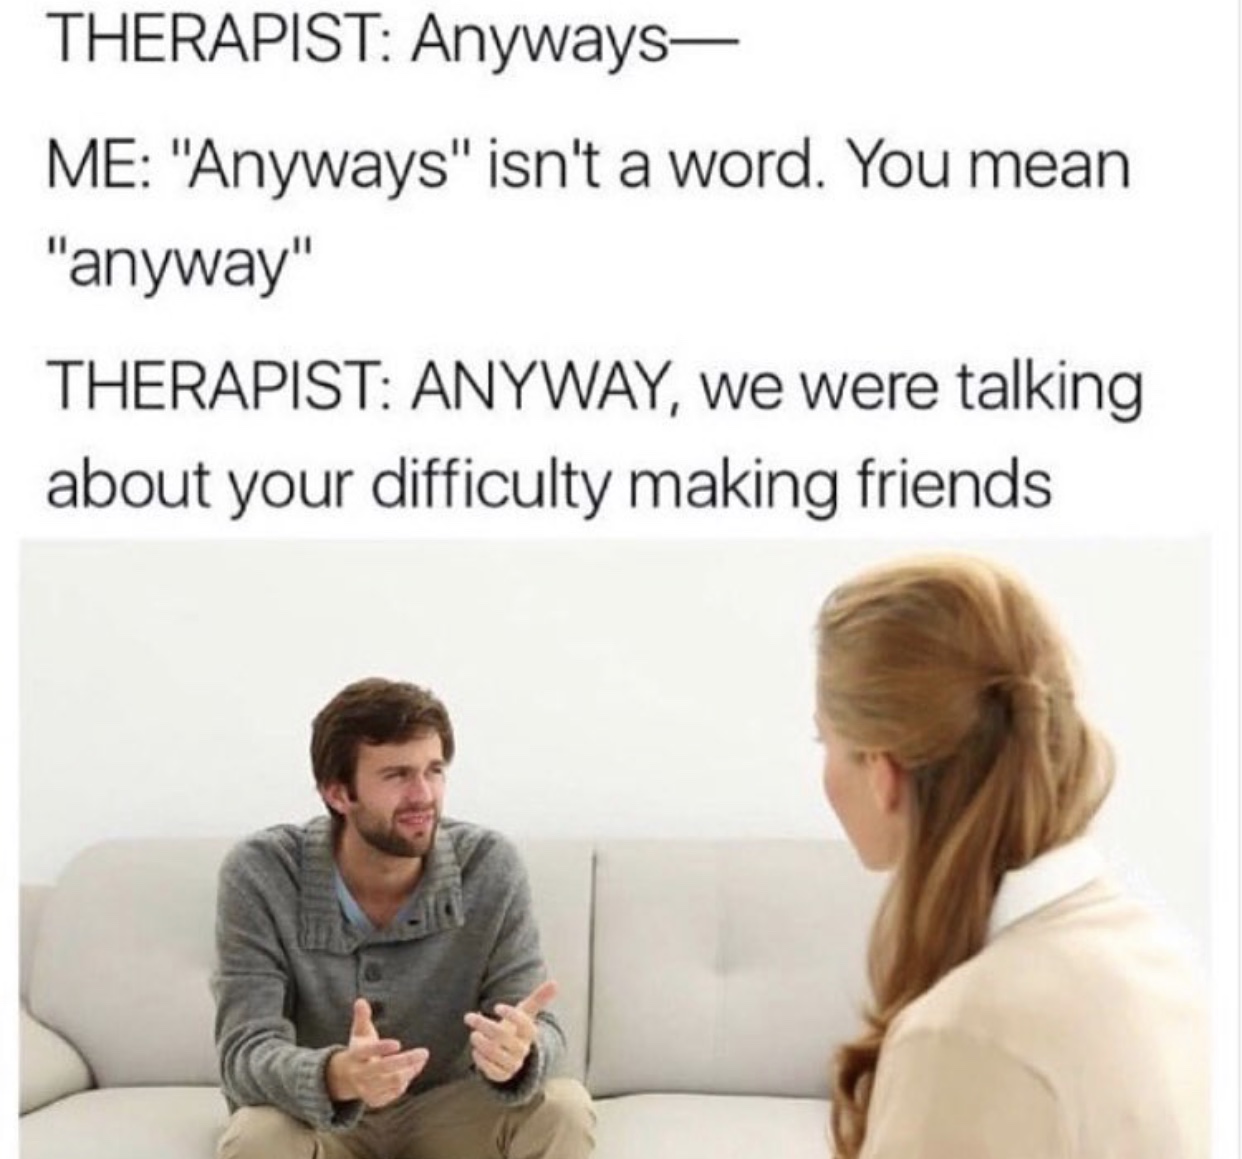 THERAPIST: Anyways—
ME: "Anyways" isn't a word. You mean
"anyway"
THERAPIST: ANYWAY, we were talking
about your difficulty making friends